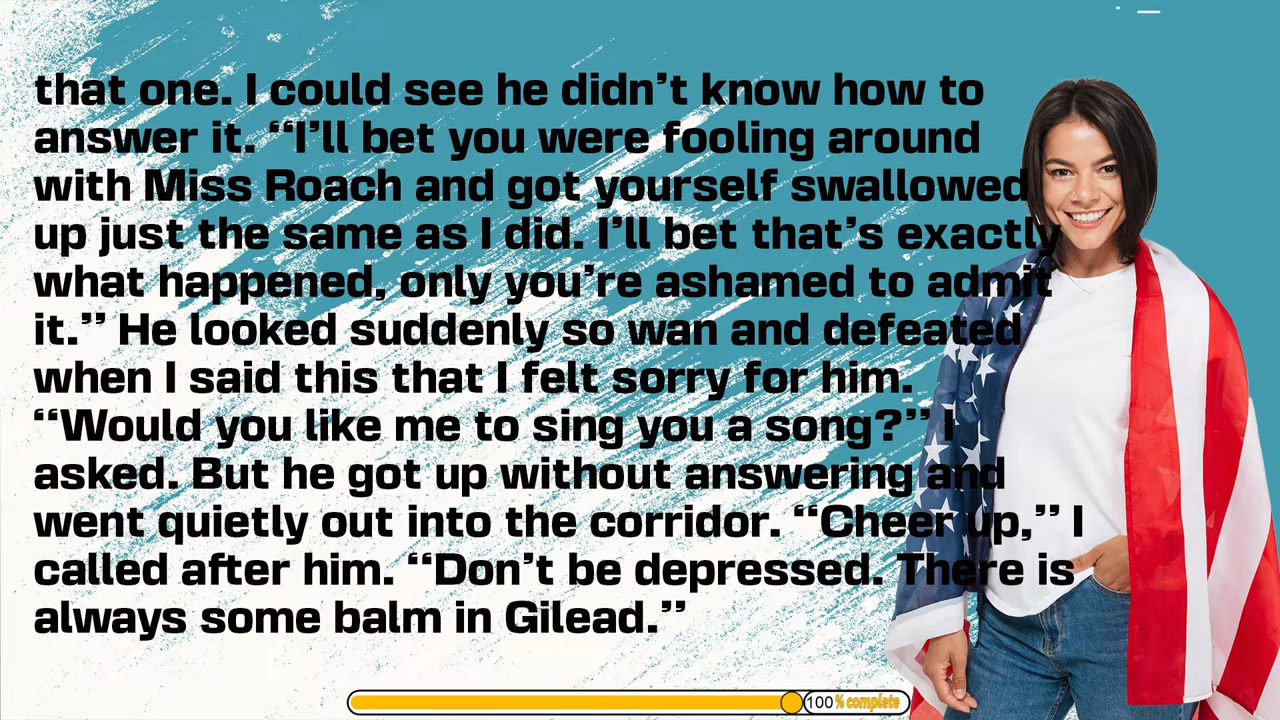 that one. I could see he didn’t know how to
answer it. “I’ll bet you were fooling around
with Miss Roach and got yourself swallowed
up just the same as I did. I’ll bet that’s exactly
what happened, only you’re ashamed to admit
it.” He looked suddenly so wan and defeated
when I said this that I felt sorry for him.
“Would you like me to sing you a song?” I
asked. But he got up without answering and
went quietly out into the corridor. “Cheer up,” I
called after him. “Don’t be depressed. There is
always some balm in Gilead.”
100% complete